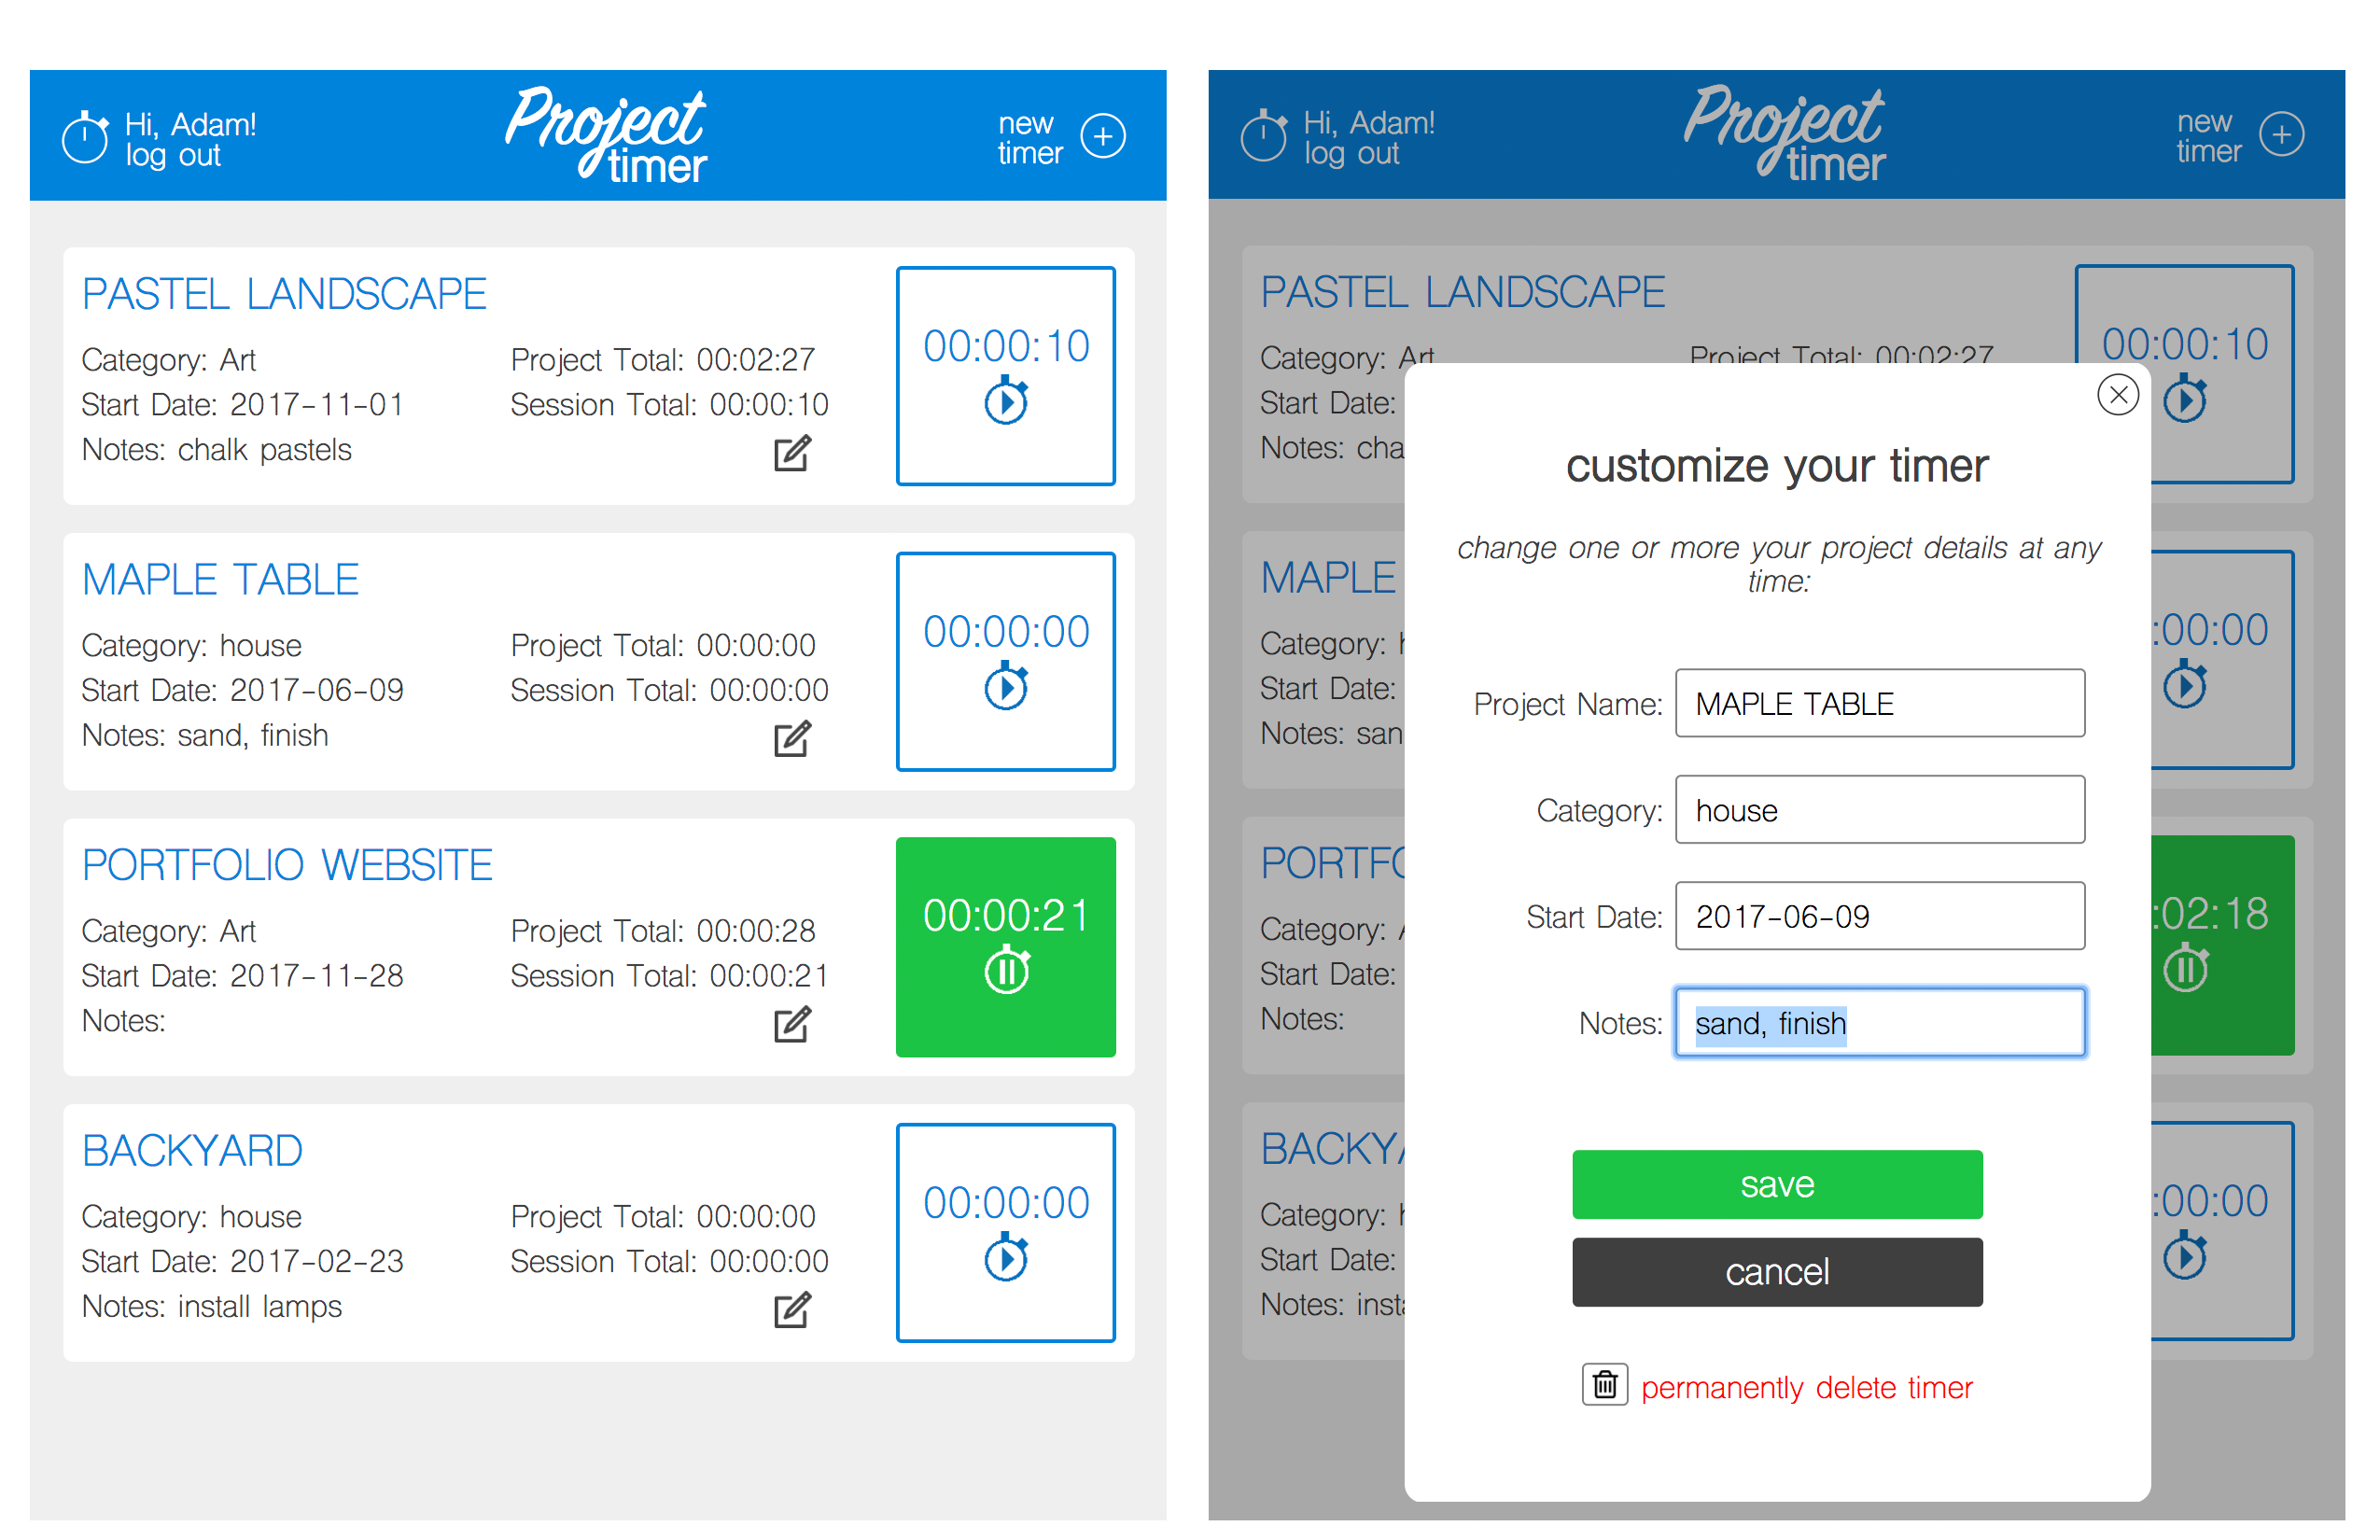 Hi, Adam!
log out
Project
timer
new
timer
PASTEL LANDSCAPE
Category: Art
Start Date: 2017-11-01
Notes: chalk pastels
Project Total: 00:02:27
Session Total: 00:00:10
00:00:10
MAPLE TABLE
Category: house
Start Date: 2017-06-09
Notes: sand, finish
Project Total: 00:00:00
Session Total: 00:00:00
00:00:00
PORTFOLIO WEBSITE
Category: Art
Start Date: 2017-11-28
Notes:
Project Total: 00:00:28
Session Total: 00:00:21
00:00:21
BACKYARD
Category: house
Start Date: 2017-02-23
Notes: install lamps
Project Total: 00:00:00
Session Total: 00:00:00
00:00:00
Hi, Adam!
log out
Project
timer
new
timer
PASTEL LANDSCAPE
Category: Art
Start Date:
Notes: cha
Project Total: 00:02:27
00:00:10
MAPLE
Category: h
Start Date:
Notes: san
:00:00
PORTFO
Category: A
Start Date:
Notes:
:02:18
BACKYA
Category: h
Start Date:
Notes: insta
:00:00
customize your timer
change one or more your project details at any
time:
Project Name: MAPLE TABLE
Category: house
Start Date: 2017-06-09
Notes: sand, finish
save
cancel
permanently delete timer